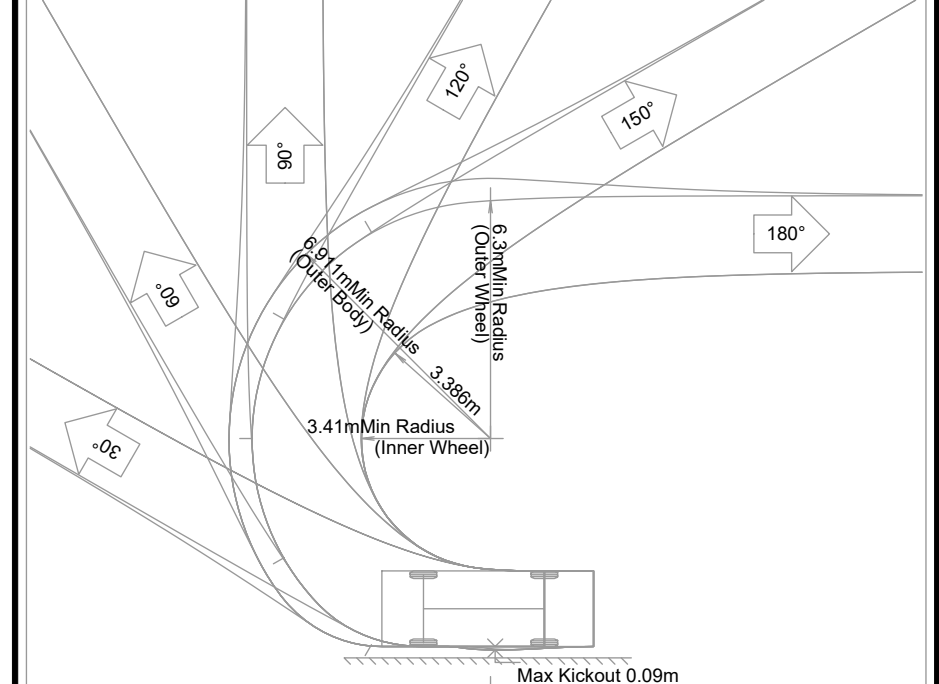 120°
150°
90°
180°
6.3mMin Radius
(Outer Wheel)
6.911mMin Radius
(Outer Body)
60°
3.386m
3.41mMin Radius
(Inner Wheel)
30°
Max Kickout 0.09m